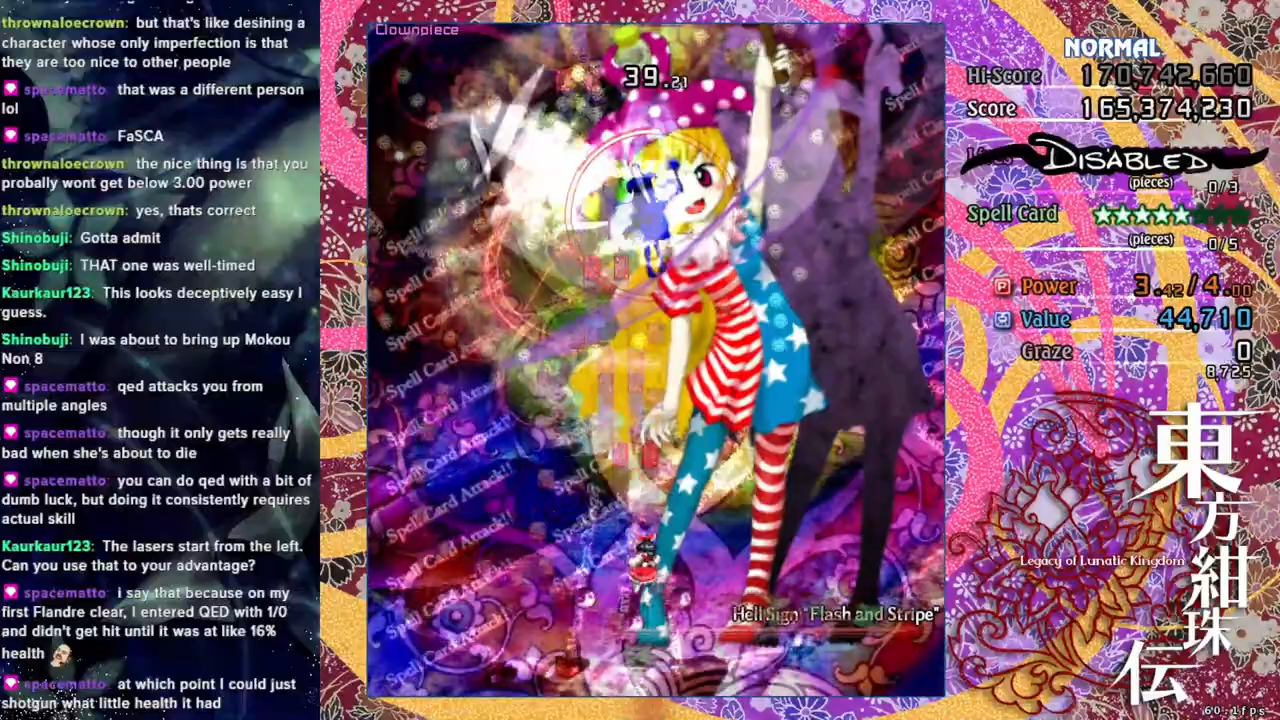 thrownaloecrown: but that's like desining a
character whose only imperfection is that
they are too nice to other people
spacematto: that was a different person
lol
spacematto: FaSCA
thrownaloecrown: the nice thing is that you
probally wont get below 3.00 power
thrownaloecrown: yes, thats correct
Shinobuji: Gotta admit
Shinobuji: THAT one was well-timed
Kaurkaur123: This looks deceptively easy I
guess.
Shinobuji: I was about to bring up Mokou
Non 8
spacematto: qed attacks you from
multiple angles
spacematto: though it only gets really
bad when she's about to die
spacematto: you can do qed with a bit of
dumb luck, but doing it consistently requires
actual skill
Kaurkaur123: The lasers start from the left.
Can you use that to your advantage?
spacematto: i say that because on my
first Flandre clear, I entered QED with 1/0
and didn't get hit until it was at like 16%
health
spacematto: at which point I could just
shotgun what little health it had
Clownpiece
39.21
Spell Card Attack!!
Hell Sign "Flash and Stripe"
NORMAL
Hi-Score 170,742,660
Score 165,374,230
DISABLED
(pieces) 0/3
Spell Card ★★★★★
(pieces) 0/5
P Power 3.42/4.00
Value 44,710
Graze 0
8,725
東方紺珠伝
Legacy of Lunatic Kingdom
60.1fps